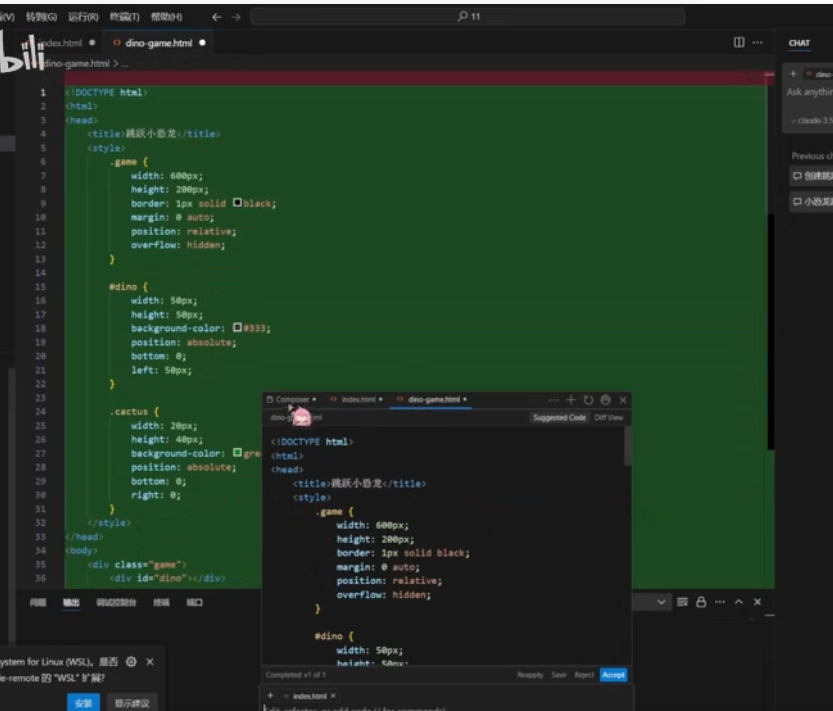 (V) 转到(G) 运行(R) 终端(T) 帮助(H) ← → 11
bili
index.html ● <> dino-game.html ●
CHAT
dino-game.html > ...
+ <> dino-
Ask anythin
claude-3.5
Previous ch
1 <!DOCTYPE html>
2 <html>
3 <head>
4 <title>跳跃小恐龙</title>
5 <style>
6 .game {
7 width: 600px;
8 height: 200px;
9 border: 1px solid black;
10 margin: 0 auto;
11 position: relative;
12 overflow: hidden;
13 }
14
15 #dino {
16 width: 50px;
17 height: 50px;
18 background-color: #333;
19 position: absolute;
20 bottom: 0;
21 left: 50px;
22 }
23
24 .cactus {
25 width: 20px;
26 height: 40px;
27 background-color: gre
28 position: absolute;
29 bottom: 0;
30 right: 0;
31 }
32 </style>
33 </head>
34 <body>
35 <div class="game">
36 <div id="dino"></div>
创建跳
小恐龙
Composer ● <> index.html ● <> dino-game.html ●
Suggested Code Diff View
<!DOCTYPE html>
<html>
<head>
<title>跳跃小恐龙</title>
<style>
.game {
width: 600px;
height: 200px;
border: 1px solid black;
margin: 0 auto;
position: relative;
overflow: hidden;
}
#dino {
width: 50px;
height: 50px;
Completed v1 of 1 Reapply Save Reject Accept
+ index.html ×
Edit, refactor, or add code (/ for commands)
问题 输出 调试控制台 终端 端口
ystem for Linux (WSL)。是否
e-remote 的 "WSL" 扩展?
安装 显示建议